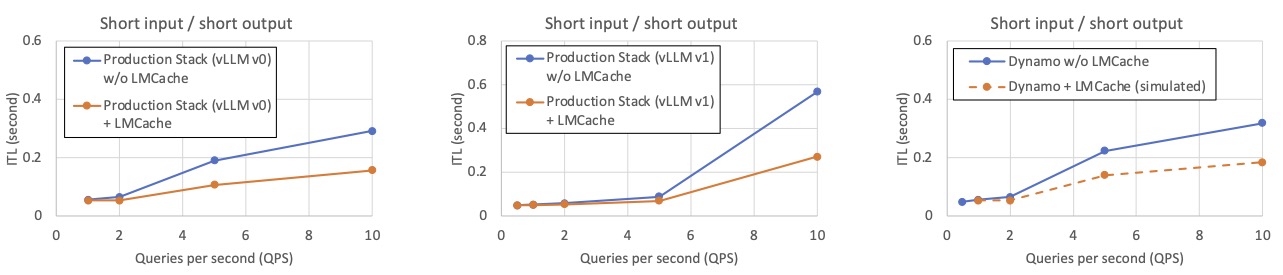 Short input / short output
0.6
0.4
0.2
0
0 2 4 6 8 10
ITL (second)
Queries per second (QPS)
Production Stack (vLLM v0)
w/o LMCache
Production Stack (vLLM v0)
+ LMCache
Short input / short output
0.8
0.6
0.4
0.2
0
0 2 4 6 8 10
ITL (second)
Queries per second (QPS)
Production Stack (vLLM v1)
w/o LMCache
Production Stack (vLLM v1)
+ LMCache
Short input / short output
0.6
0.4
0.2
0
0 2 4 6 8 10
ITL (second)
Queries per second (QPS)
Dynamo w/o LMCache
Dynamo + LMCache (simulated)